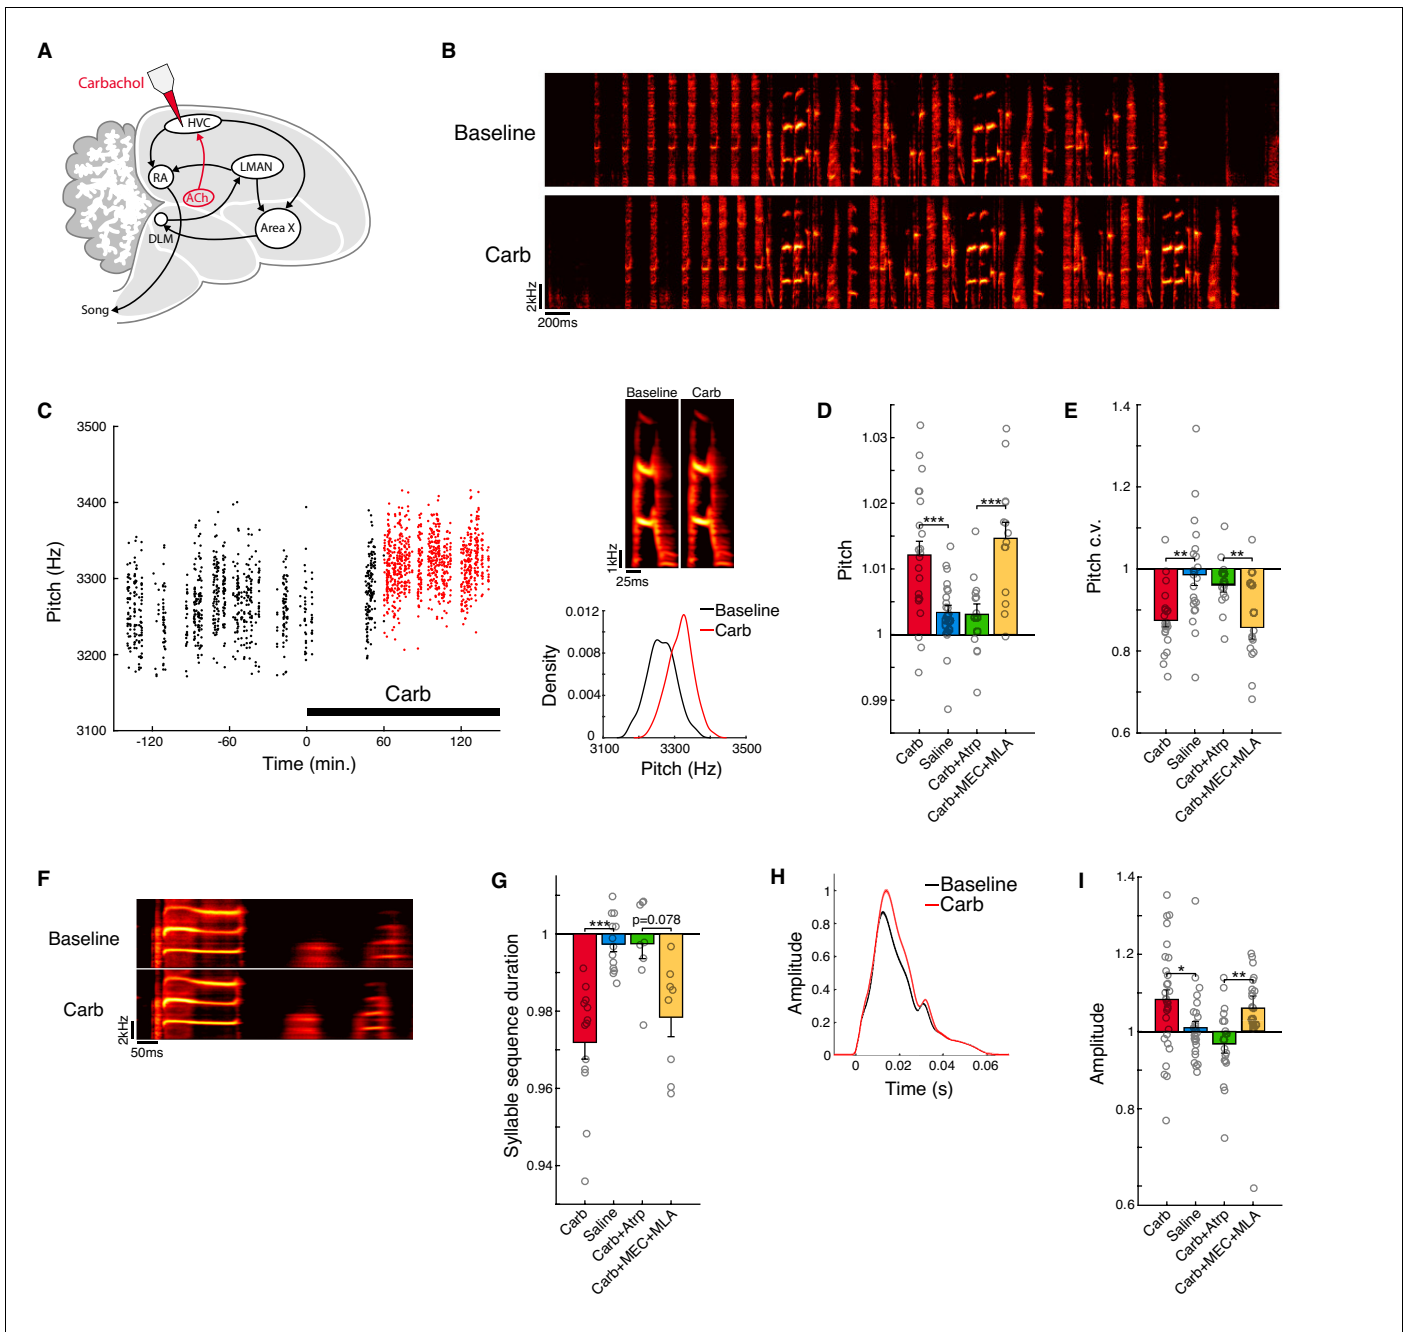 A
Carbachol
HVC
LMAN
RA
ACh
Area X
DLM
Song
B
Baseline
Carb
2kHz
200ms
C
3500
3400
3300
3200
3100
Pitch (Hz)
-120
-60
0
60
120
Time (min.)
Carb
Baseline
Carb
1kHz
25ms
0.012
0.008
0.004
0
Density
Baseline
Carb
3100
3300
3500
Pitch (Hz)
D
1.03
1.02
1.01
1
0.99
Pitch
***
***
Carb
Saline
Carb+Atrp
Carb+MEC+MLA
E
1.4
1.2
1
0.8
0.6
Pitch c.v.
**
**
Carb
Saline
Carb+Atrp
Carb+MEC+MLA
F
Baseline
Carb
2kHz
50ms
G
1
0.98
0.96
0.94
Syllable sequence duration
***
p=0.078
Carb
Saline
Carb+Atrp
Carb+MEC+MLA
H
1
0.8
0.6
0.4
0.2
0
Amplitude
Baseline
Carb
0
0.02
0.04
0.06
Time (s)
I
1.4
1.2
1
0.8
0.6
Amplitude
*
**
Carb
Saline
Carb+Atrp
Carb+MEC+MLA